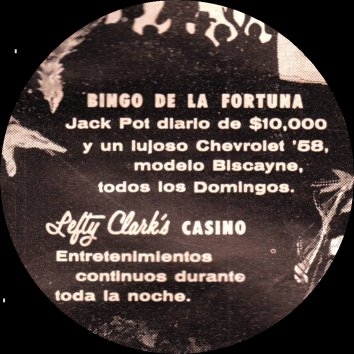 BINGO DE LA FORTUNA
Jack Pot diario de $10,000
y un lujoso Chevrolet '58,
modelo Biscayne,
todos los Domingos.
Lefty Clark's CASINO
Entretenimientos
continuos durante
toda la noche.